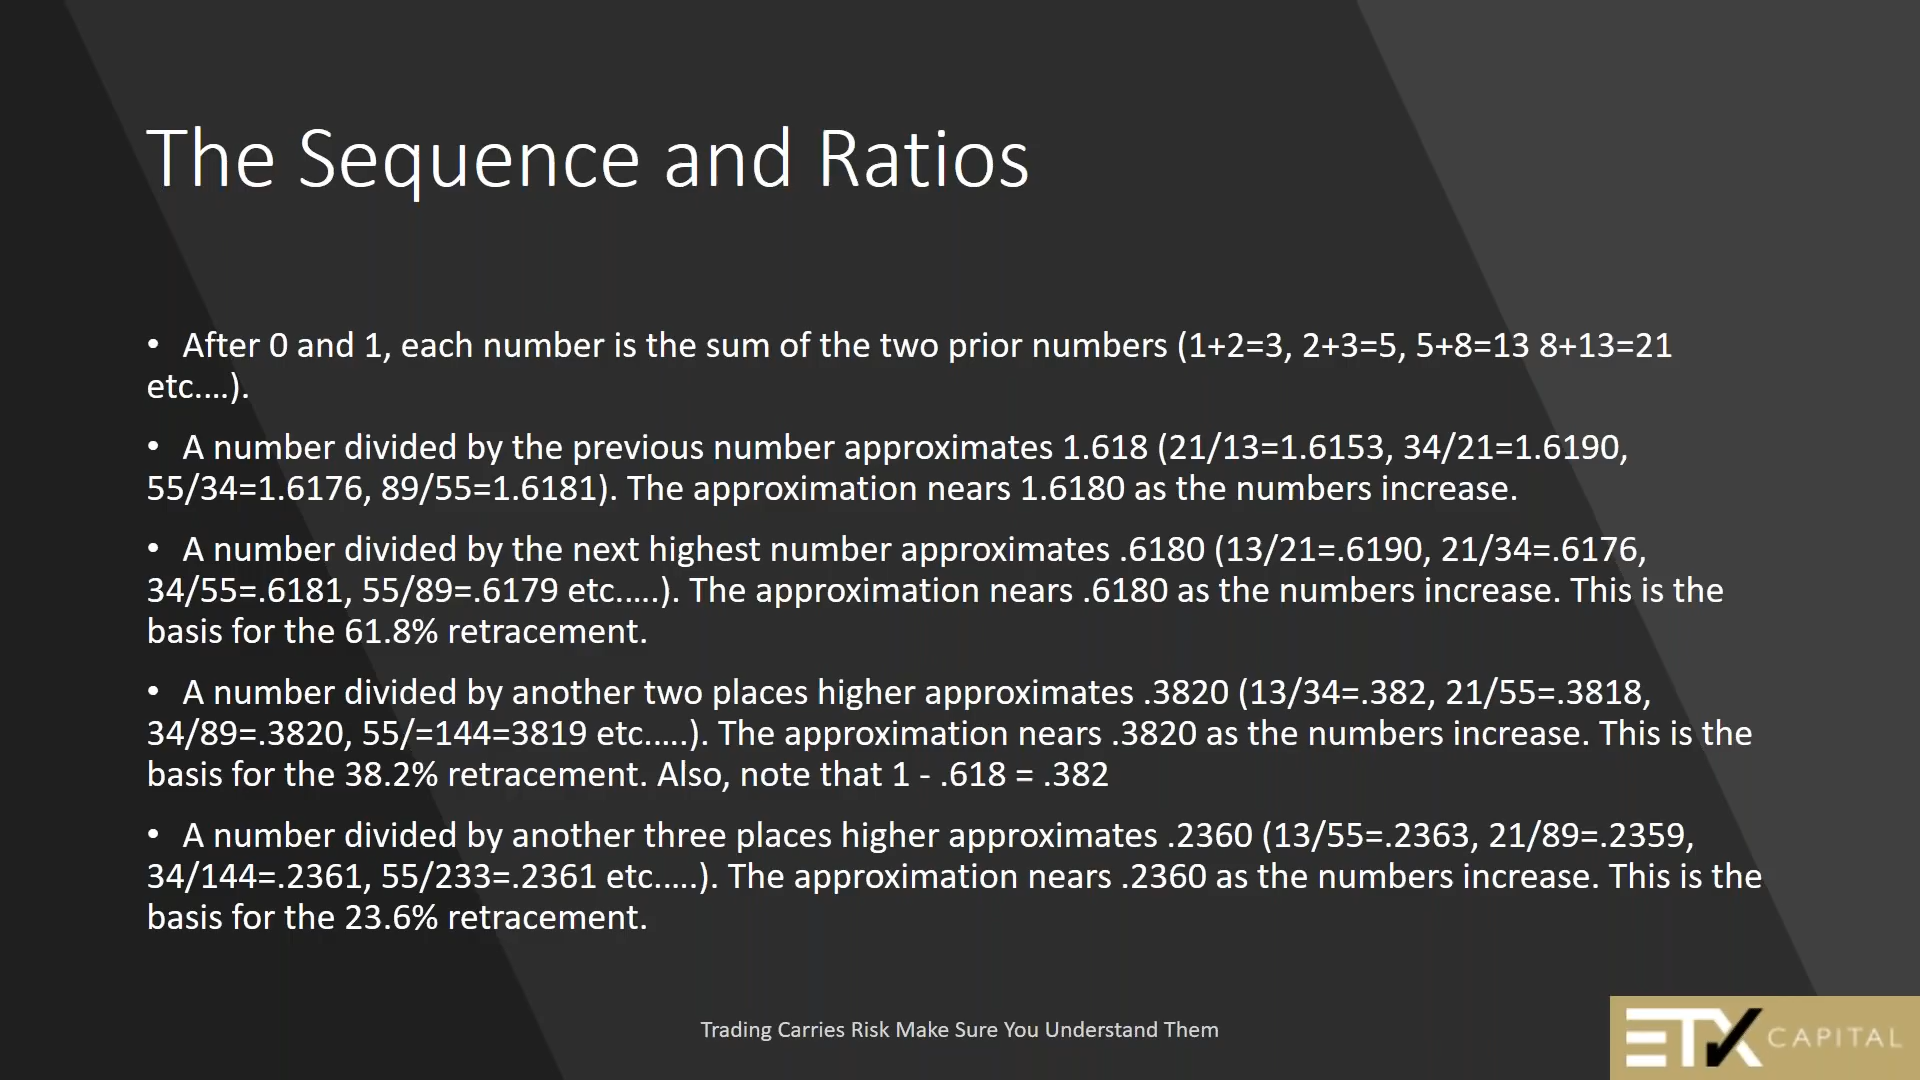 The Sequence and Ratios
• After 0 and 1, each number is the sum of the two prior numbers (1+2=3, 2+3=5, 5+8=13 8+13=21
etc.…).
• A number divided by the previous number approximates 1.618 (21/13=1.6153, 34/21=1.6190,
55/34=1.6176, 89/55=1.6181). The approximation nears 1.6180 as the numbers increase.
• A number divided by the next highest number approximates .6180 (13/21=.6190, 21/34=.6176,
34/55=.6181, 55/89=.6179 etc.….). The approximation nears .6180 as the numbers increase. This is the
basis for the 61.8% retracement.
• A number divided by another two places higher approximates .3820 (13/34=.382, 21/55=.3818,
34/89=.3820, 55/=144=3819 etc.….). The approximation nears .3820 as the numbers increase. This is the
basis for the 38.2% retracement. Also, note that 1 - .618 = .382
• A number divided by another three places higher approximates .2360 (13/55=.2363, 21/89=.2359,
34/144=.2361, 55/233=.2361 etc.….). The approximation nears .2360 as the numbers increase. This is the
basis for the 23.6% retracement.
Trading Carries Risk Make Sure You Understand Them
ETX CAPITAL